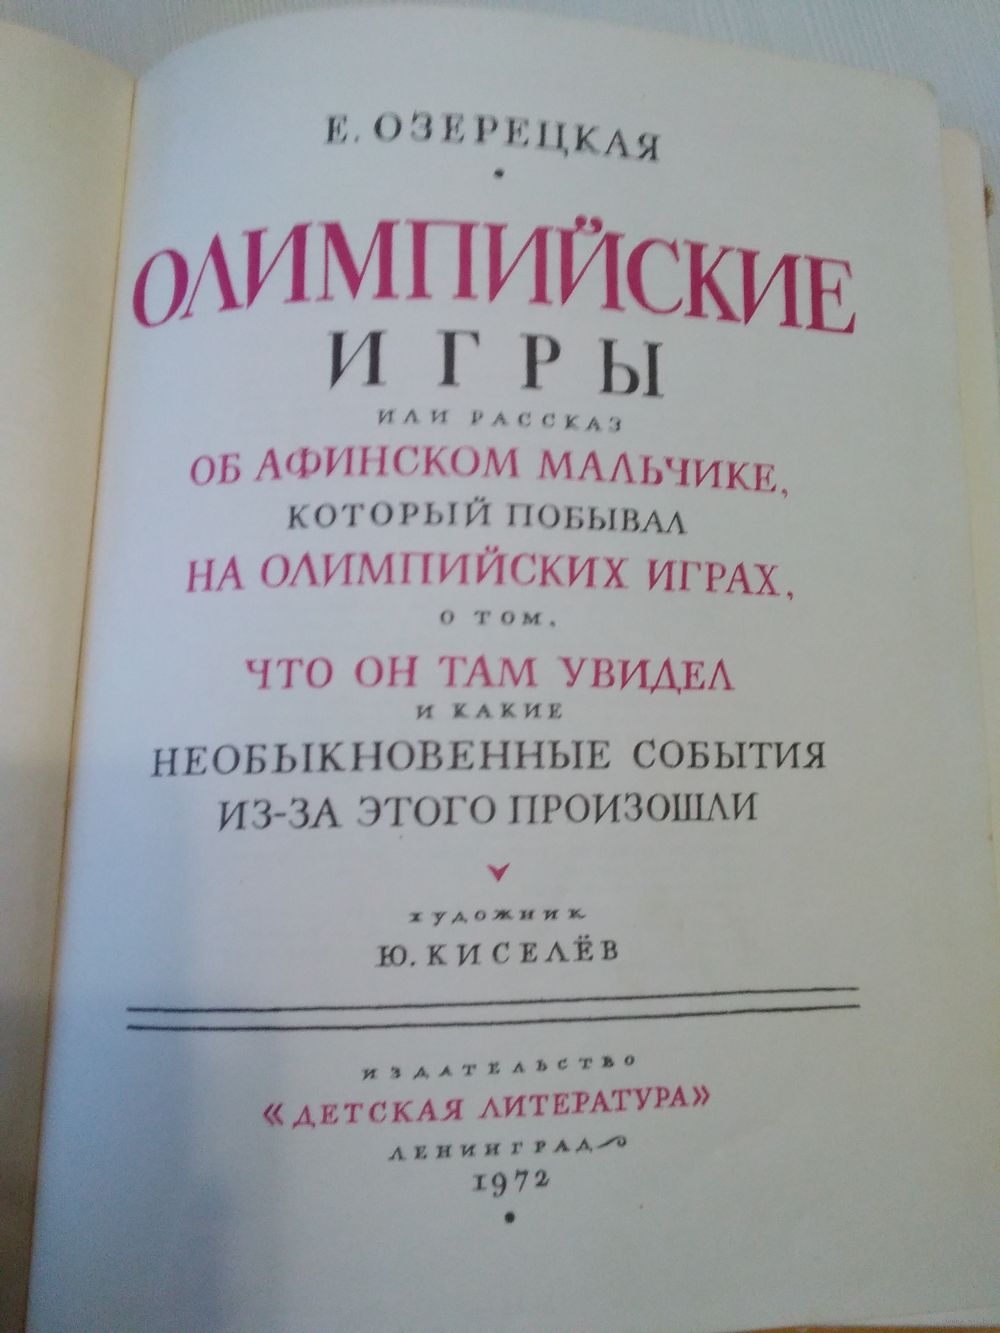 Е. ОЗЕРЕЦКАЯ
ОЛИМПИЙСКИЕ
ИГРЫ
ИЛИ РАССКАЗ
ОБ АФИНСКОМ МАЛЬЧИКЕ,
КОТОРЫЙ ПОБЫВАЛ
НА ОЛИМПИЙСКИХ ИГРАХ,
О ТОМ,
ЧТО ОН ТАМ УВИДЕЛ
И КАКИЕ
НЕОБЫКНОВЕННЫЕ СОБЫТИЯ
ИЗ-ЗА ЭТОГО ПРОИЗОШЛИ
ХУДОЖНИК
Ю. КИСЕЛЁВ
ИЗДАТЕЛЬСТВО
«ДЕТСКАЯ ЛИТЕРАТУРА»
ЛЕНИНГРАД
1972